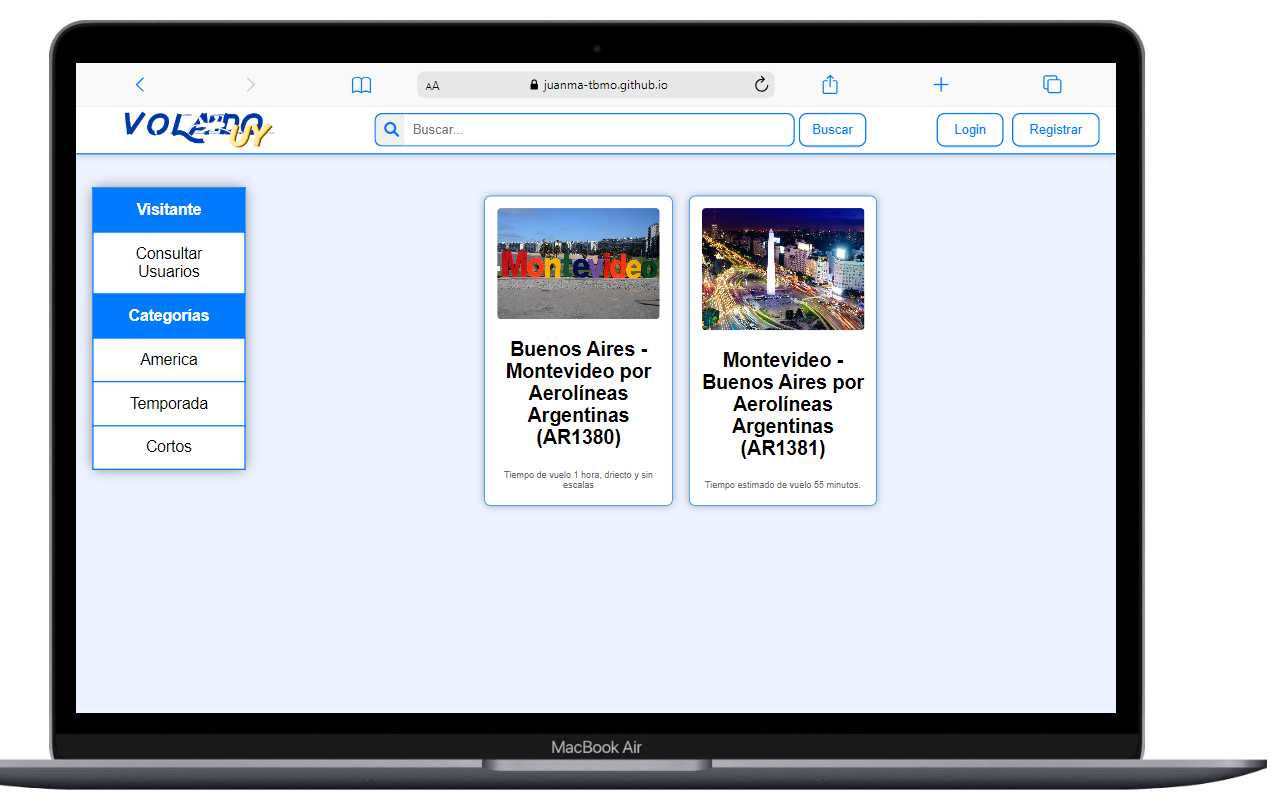 AA juanma-tbmo.github.io
VOLANDO UY Buscar... Buscar Login Registrar
Visitante
Consultar
Usuarios
Categorías
America
Temporada
Cortos
Montevideo
Buenos Aires -
Montevideo por
Aerolíneas
Argentinas
(AR1380)
Tiempo de vuelo 1 hora, driecto y sin
escalas
BA
Montevideo -
Buenos Aires por
Aerolíneas
Argentinas
(AR1381)
Tiempo estimado de vuelo 55 minutos.
MacBook Air